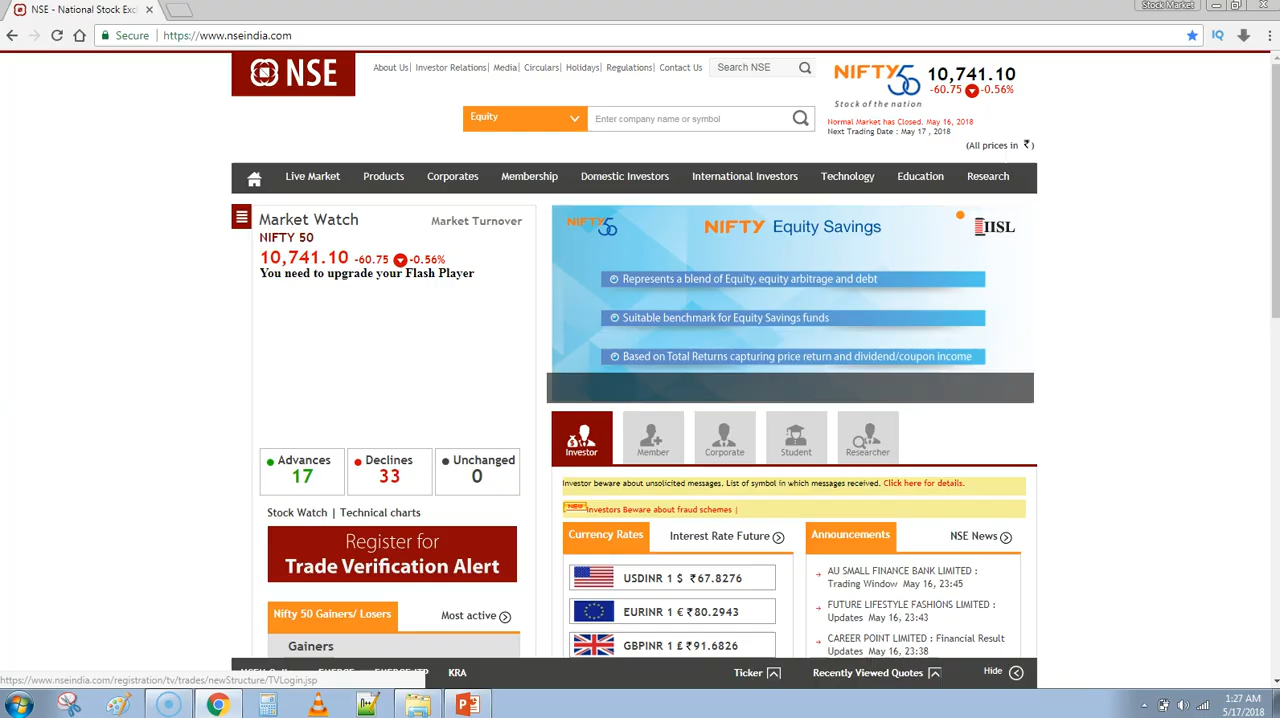 NSE - National Stock Exc
Stock Market
Secure
https://www.nseindia.com
IQ
NSE
About Us| Investor Relations| Media| Circulars| Holidays| Regulations| Contact Us
Search NSE
NIFTY 50
Stock of the nation
10,741.10
-60.75 -0.56%
Normal Market has Closed. May 16, 2018
Next Trading Date : May 17 , 2018
(All prices in ₹ )
Equity
Enter company name or symbol
Live Market Products Corporates Membership Domestic Investors International Investors Technology Education Research
Market Watch
Market Turnover
NIFTY 50
10,741.10 -60.75 -0.56%
You need to upgrade your Flash Player
NIFTY 50
NIFTY Equity Savings
IISL
Represents a blend of Equity, equity arbitrage and debt
Suitable benchmark for Equity Savings funds
Based on Total Returns capturing price return and dividend/coupon income
Investor Member Corporate Student Researcher
Advances
17
Declines
33
Unchanged
0
Stock Watch | Technical charts
Register for
Trade Verification Alert
Nifty 50 Gainers/ Losers
Most active
Gainers
Investor beware about unsolicited messages. List of symbol in which messages received. Click here for details.
NEW Investors Beware about fraud schemes |
Currency Rates
Interest Rate Future
USDINR 1 $ ₹67.8276
EURINR 1 € ₹80.2943
GBPINR 1 £ ₹91.6826
Announcements
NSE News
AU SMALL FINANCE BANK LIMITED :
Trading Window May 16, 23:45
FUTURE LIFESTYLE FASHIONS LIMITED :
Updates May 16, 23:43
CAREER POINT LIMITED : Financial Result
Updates May 16, 23:38
KRA
Ticker
Recently Viewed Quotes
Hide
https://www.nseindia.com/registration/tv/trades/newStructure/TVLogin.jsp
1:27 AM
5/17/2018